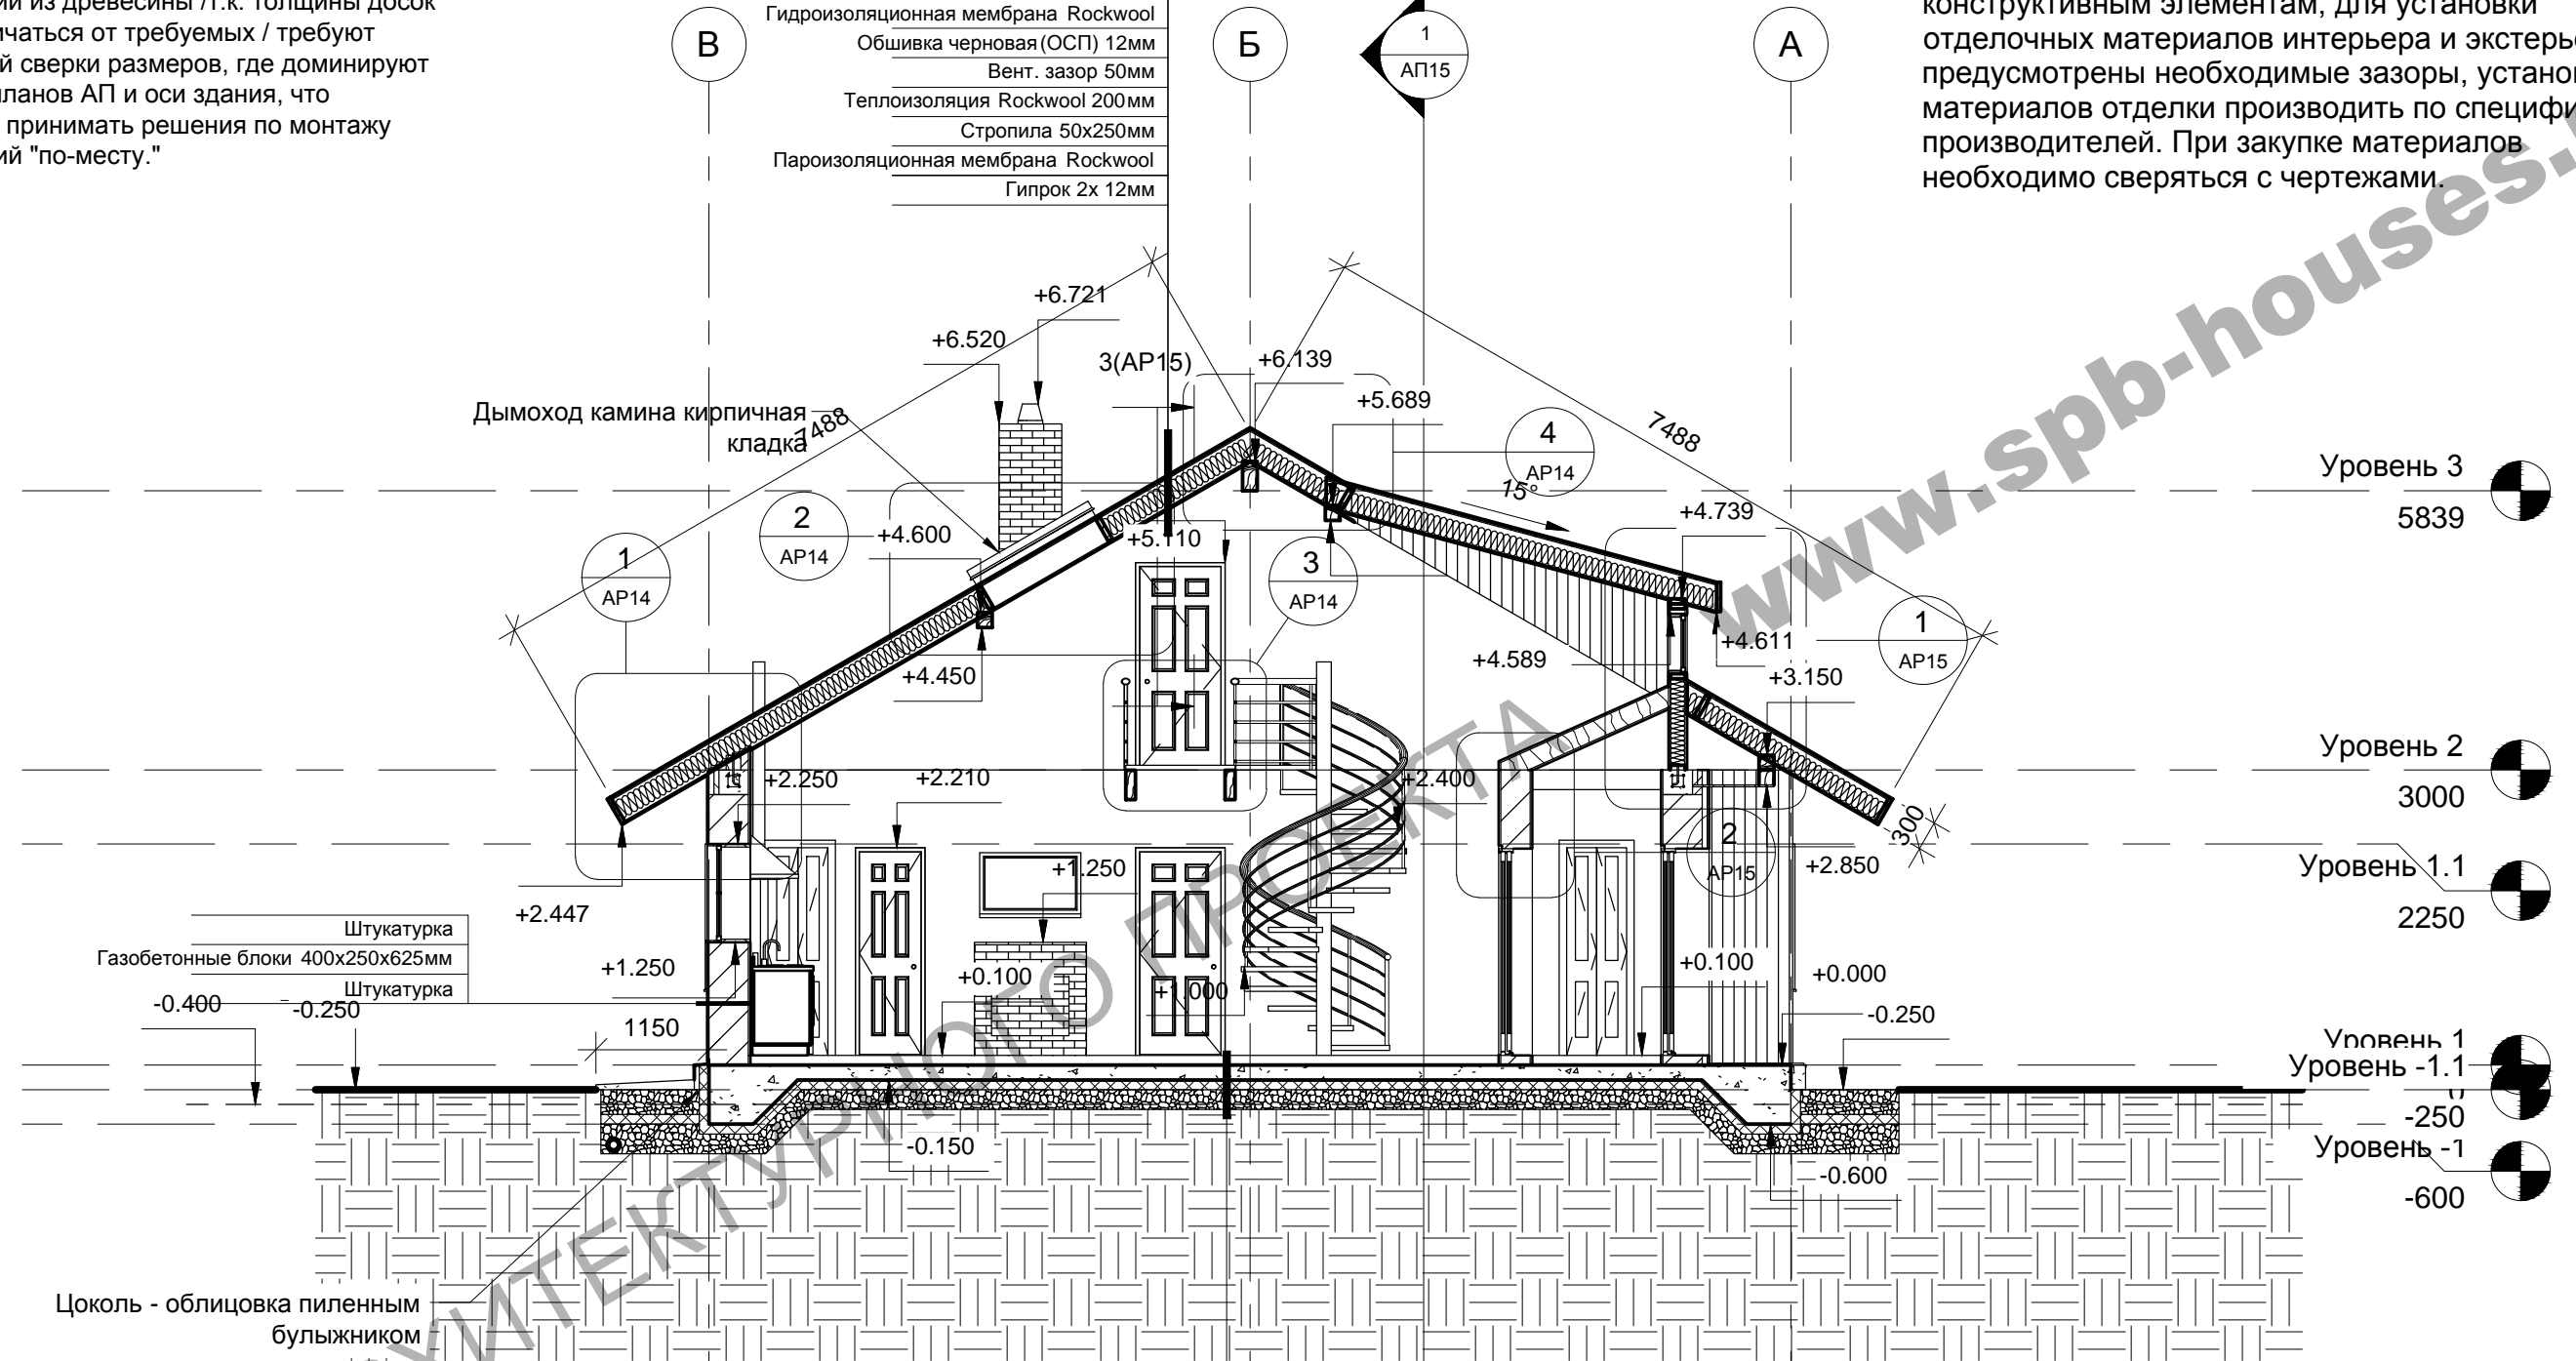 ий из древесины /т.к. толщины досок
ичаться от требуемых / требуют
й сверки размеров, где доминируют
ланов АП и оси здания, что
принимать решения по монтажу
ий "по-месту."
Гидроизоляционная мембрана Rockwool
Обшивка черновая (ОСП) 12мм
Вент. зазор 50мм
Теплоизоляция Rockwool 200мм
Стропила 50x250мм
Пароизоляционная мембрана Rockwool
Гипрок 2х 12мм
В
Б
1
АП15
А
конструктивным элементам, для установки
отделочных материалов интерьера и экстерье
предусмотрены необходимые зазоры, установ
материалов отделки производить по специфи
производителей. При закупке материалов
необходимо сверяться с чертежами.
www.spb-houses.
+6.721
+6.520
3(АР15)
+6.139
+5.689
Дымоход камина кирпичная
кладка
7488
7488
4
АР14
15°
Уровень 3
5839
2
АР14
+4.600
+5.110
+4.739
1
АР14
3
АР14
1
АР15
+4.611
+4.589
+4.450
+3.150
Уровень 2
3000
+2.250
+2.210
+2.400
300
2
АР15
+2.850
Уровень 1.1
2250
+1.250
+2.447
Штукатурка
Газобетонные блоки 400x250x625мм
Штукатурка
+1.250
+0.100
+1.000
+0.100
+0.000
-0.400
-0.250
1150
-0.250
Уровень 1
Уровень -1.1
0
-250
Уровень -1
-600
-0.150
-0.600
Цоколь - облицовка пиленным
булыжником
ХИТЕКТУРНОГО ПРОЕКТА